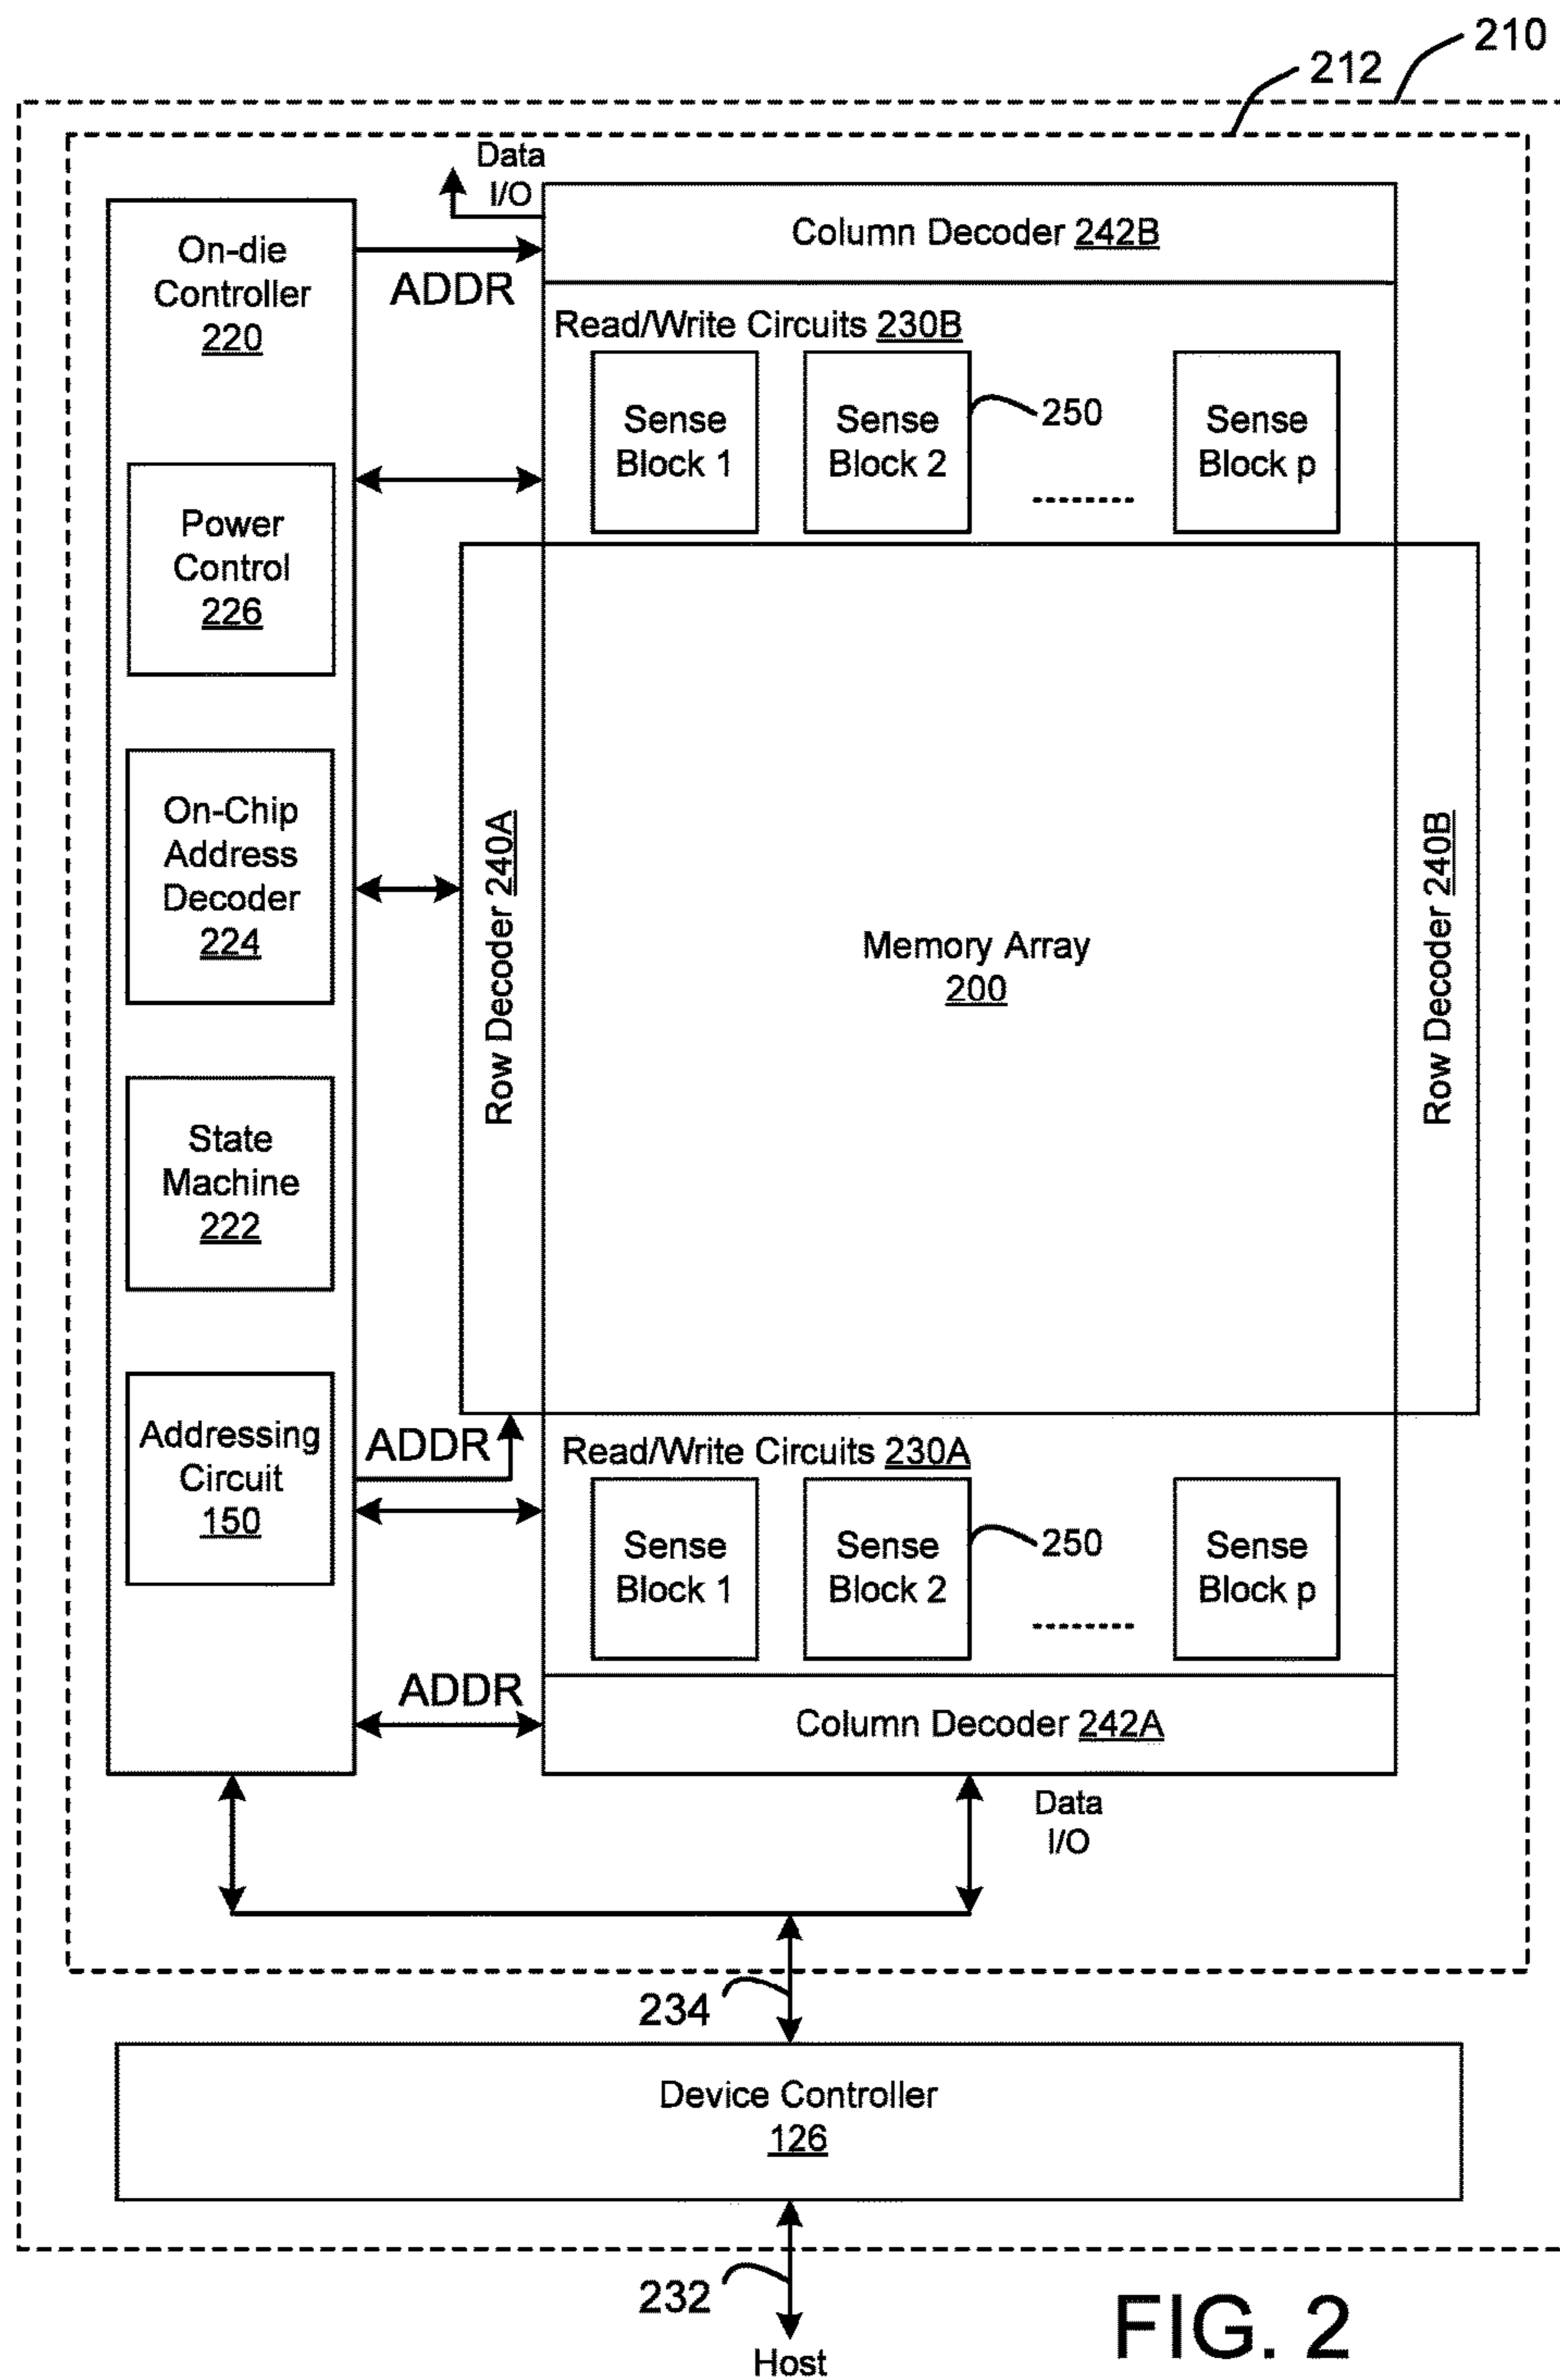 210
212
Data
I/O
Column Decoder 242B
On-die
Controller
220
ADDR
Read/Write Circuits 230B
Sense
Block 1
Sense
Block 2
250
Sense
Block p
Power
Control
226
On-Chip
Address
Decoder
224
Row Decoder 240A
Memory Array
200
Row Decoder 240B
State
Machine
222
Addressing
Circuit
150
ADDR
Read/Write Circuits 230A
Sense
Block 1
Sense
Block 2
250
Sense
Block p
ADDR
Column Decoder 242A
Data
I/O
234
Device Controller
126
232
Host
FIG. 2